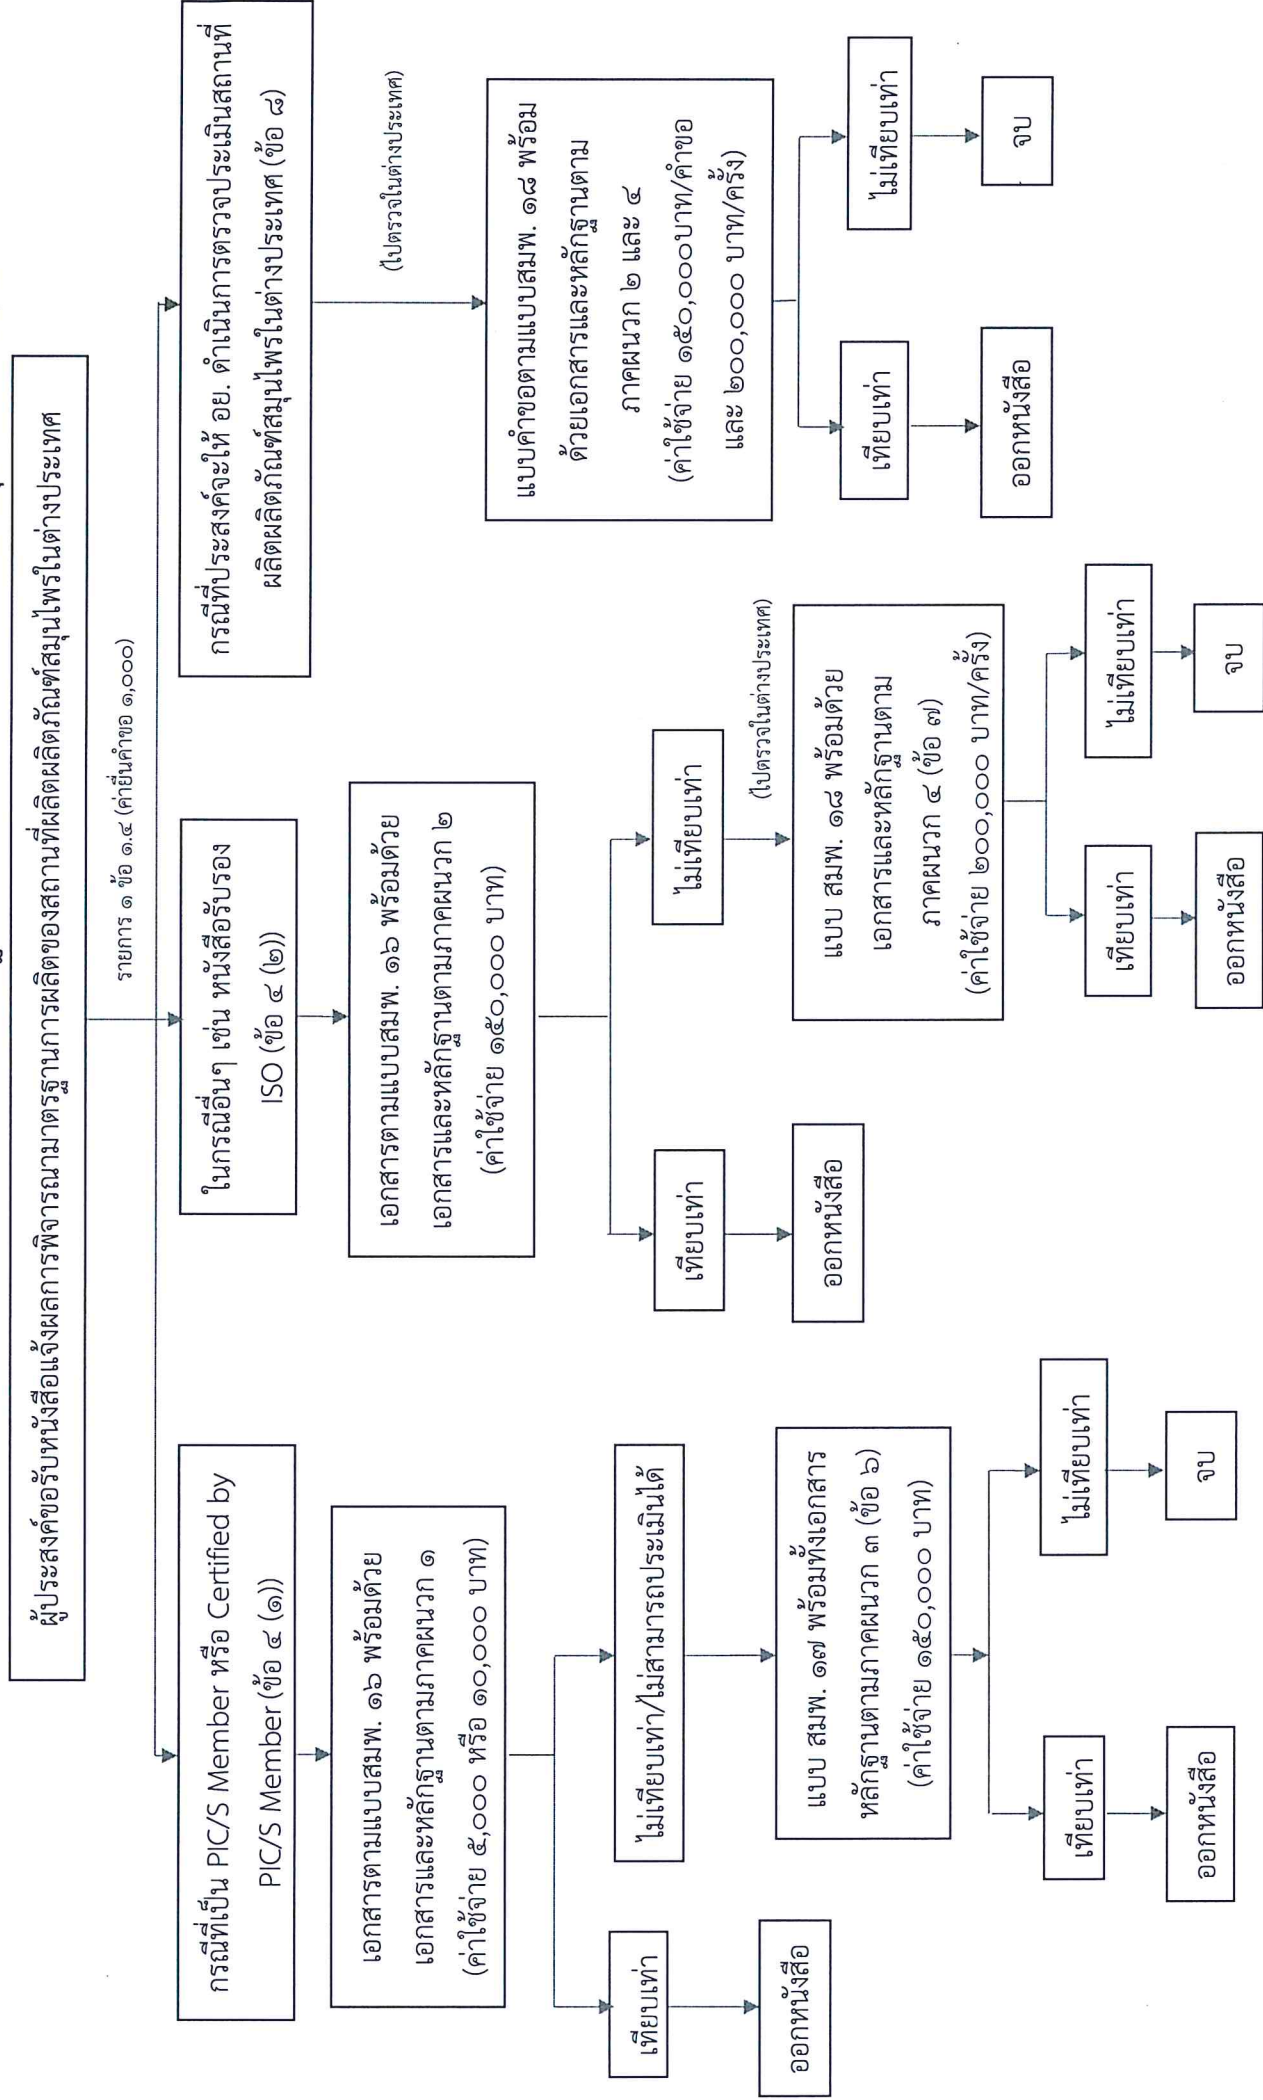 ผู้ประสงค์ขอรับหนังสือแจ้งผลการพิจารณามาตรฐานการผลิตของสถานที่ผลิตผลิตภัณฑ์สมุนไพรในต่างประเทศ
รายการ ๑ ข้อ ๑.๔ (ค่ายื่นคำขอ ๑,๐๐๐)
กรณีที่เป็น PIC/S Member หรือ Certified by
PIC/S Member (ข้อ ๔ (๑))
เอกสารตามแบบสมพ. ๑๖ พร้อมด้วย
เอกสารและหลักฐานตามภาคผนวก ๑
(ค่าใช้จ่าย ๕,๐๐๐ หรือ ๑๐,๐๐๐ บาท)
เทียบเท่า
ออกหนังสือ
ไม่เทียบเท่า/ไม่สามารถประเมินได้
แบบ สมพ. ๑๗ พร้อมทั้งเอกสาร
หลักฐานตามภาคผนวก ๓ (ข้อ ๖)
(ค่าใช้จ่าย ๑๕๐,๐๐๐ บาท)
เทียบเท่า
ออกหนังสือ
ไม่เทียบเท่า
จบ
ในกรณีอื่นๆ เช่น หนังสือรับรอง
ISO (ข้อ ๔ (๒))
เอกสารตามแบบสมพ. ๑๖ พร้อมด้วย
เอกสารและหลักฐานตามภาคผนวก ๒
(ค่าใช้จ่าย ๑๕๐,๐๐๐ บาท)
เทียบเท่า
ออกหนังสือ
ไม่เทียบเท่า
(ไปตรวจในต่างประเทศ)
แบบ สมพ. ๑๘ พร้อมด้วย
เอกสารและหลักฐานตาม
ภาคผนวก ๔ (ข้อ ๗)
(ค่าใช้จ่าย ๒๐๐,๐๐๐ บาท/ครั้ง)
เทียบเท่า
ออกหนังสือ
ไม่เทียบเท่า
จบ
กรณีที่ประสงค์จะให้ อย. ดำเนินการตรวจประเมินสถานที่
ผลิตผลิตภัณฑ์สมุนไพรในต่างประเทศ (ข้อ ๘)
(ไปตรวจในต่างประเทศ)
แบบคำขอตามแบบสมพ. ๑๘ พร้อม
ด้วยเอกสารและหลักฐานตาม
ภาคผนวก ๒ และ ๔
(ค่าใช้จ่าย ๑๕๐,๐๐๐บาท/คำขอ
และ ๒๐๐,๐๐๐ บาท/ครั้ง)
เทียบเท่า
ออกหนังสือ
ไม่เทียบเท่า
จบ